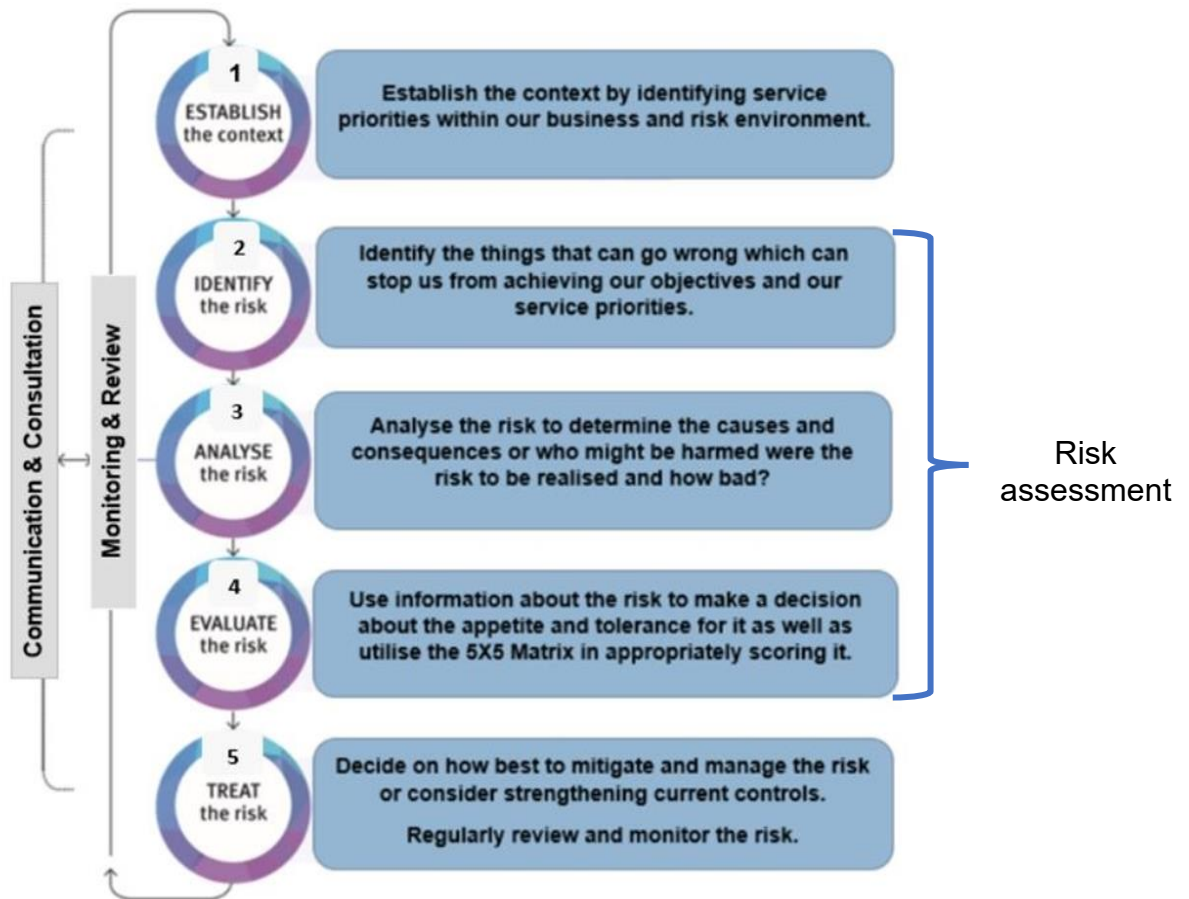 Communication & Consultation
Monitoring & Review
1
ESTABLISH
the context
Establish the context by identifying service
priorities within our business and risk environment.
2
IDENTIFY
the risk
Identify the things that can go wrong which can
stop us from achieving our objectives and our
service priorities.
3
ANALYSE
the risk
Analyse the risk to determine the causes and
consequences or who might be harmed were the
risk to be realised and how bad?
4
EVALUATE
the risk
Use information about the risk to make a decision
about the appetite and tolerance for it as well as
utilise the 5X5 Matrix in appropriately scoring it.
5
TREAT
the risk
Decide on how best to mitigate and manage the risk
or consider strengthening current controls.
Regularly review and monitor the risk.
Risk
assessment